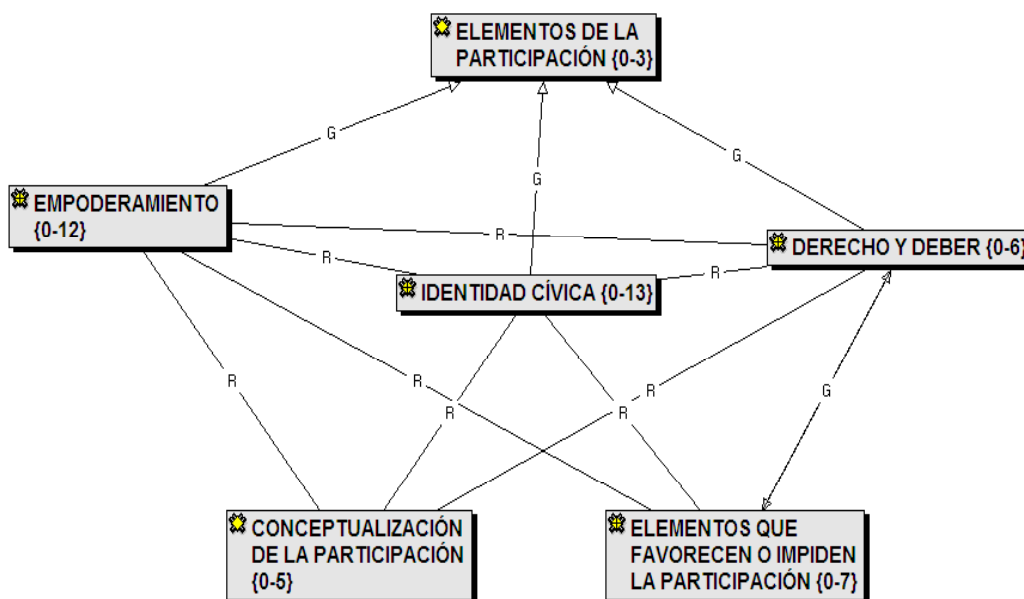 ELEMENTOS DE LA
PARTICIPACIÓN {0-3}
G
G
G
EMPODERAMIENTO
{0-12}
R
DERECHO Y DEBER {0-6}
R
R
IDENTIDAD CÍVICA {0-13}
R
R
R
G
R
R
CONCEPTUALIZACIÓN
DE LA PARTICIPACIÓN
{0-5}
ELEMENTOS QUE
FAVORECEN O IMPIDEN
LA PARTICIPACIÓN {0-7}